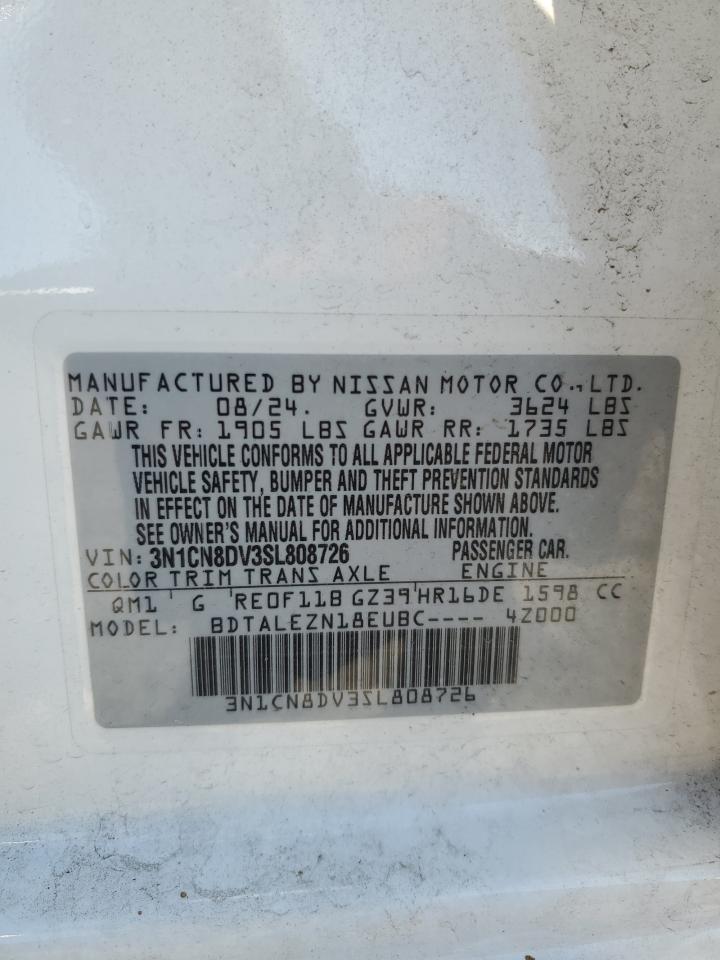 MANUFACTURED BY NISSAN MOTOR CO., LTD.
DATE: 08/24. GVWR: 3624 LBS
GAWR FR: 1905 LBS GAWR RR: 1735 LBS
THIS VEHICLE CONFORMS TO ALL APPLICABLE FEDERAL MOTOR
VEHICLE SAFETY, BUMPER AND THEFT PREVENTION STANDARDS
IN EFFECT ON THE DATE OF MANUFACTURE SHOWN ABOVE.
SEE OWNER'S MANUAL FOR ADDITIONAL INFORMATION.
VIN: 3N1CN8DV3SL808726 PASSENGER CAR.
COLOR TRIM TRANS AXLE ENGINE
QM1 G RE0F11B GZ39 HR16DE 1598 CC
MODEL: BDTALEZN18EUBC---- 4Z000
3N1CN8DV3SL808726